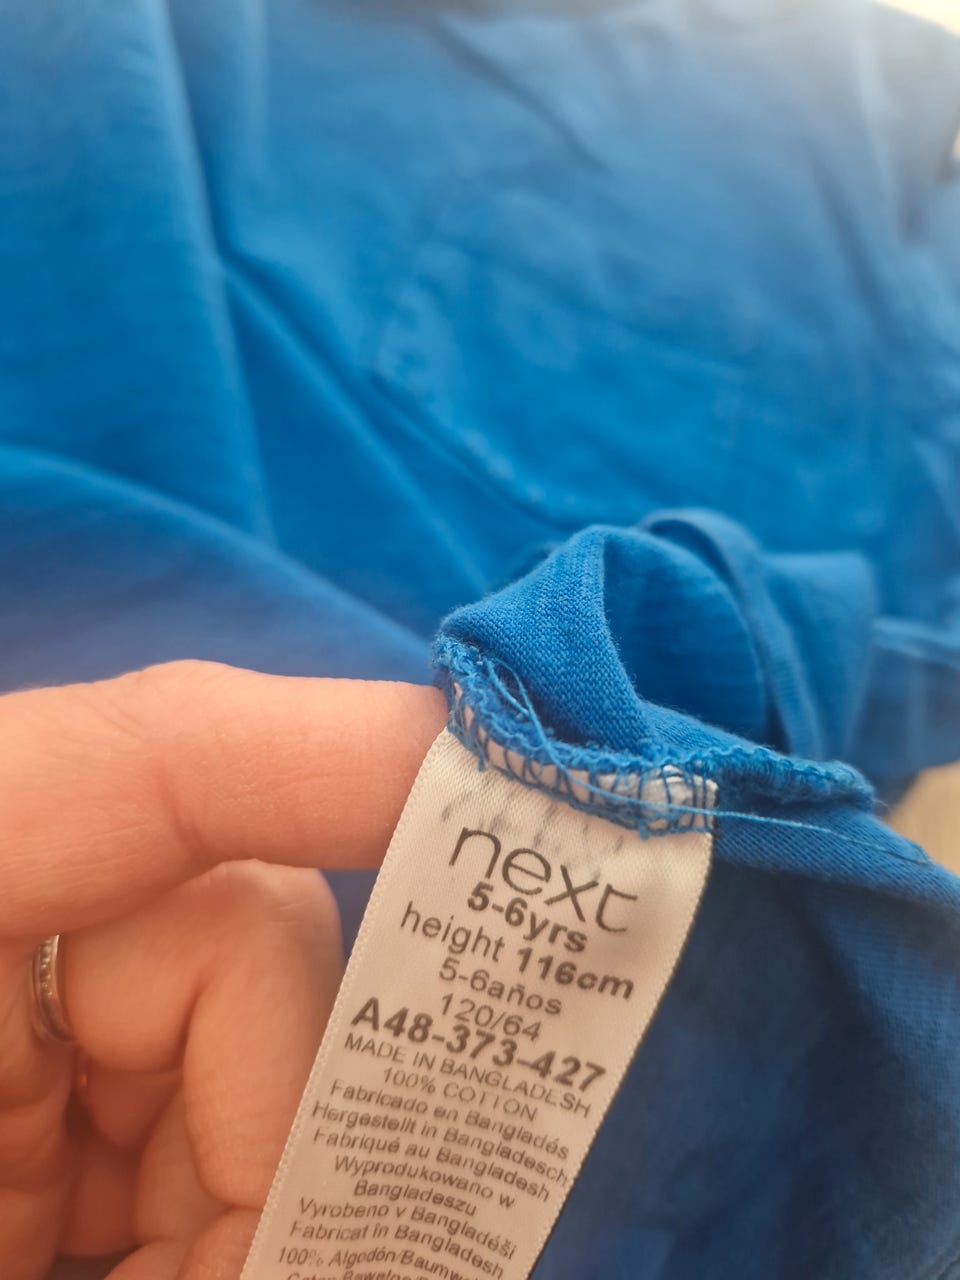 next
5-6yrs
height 116cm
5-6años
120/64
A48-373-427
MADE IN BANGLADESH
100% COTTON
Fabricado en Bangladés
Hergestellt in Bangladesch
Fabriqué au Bangladesh
Wyprodukowano w
Bangladeszu
Vyrobeno v Bangladéši
Fabricat în Bangladesh
100% Algodón/Baumw